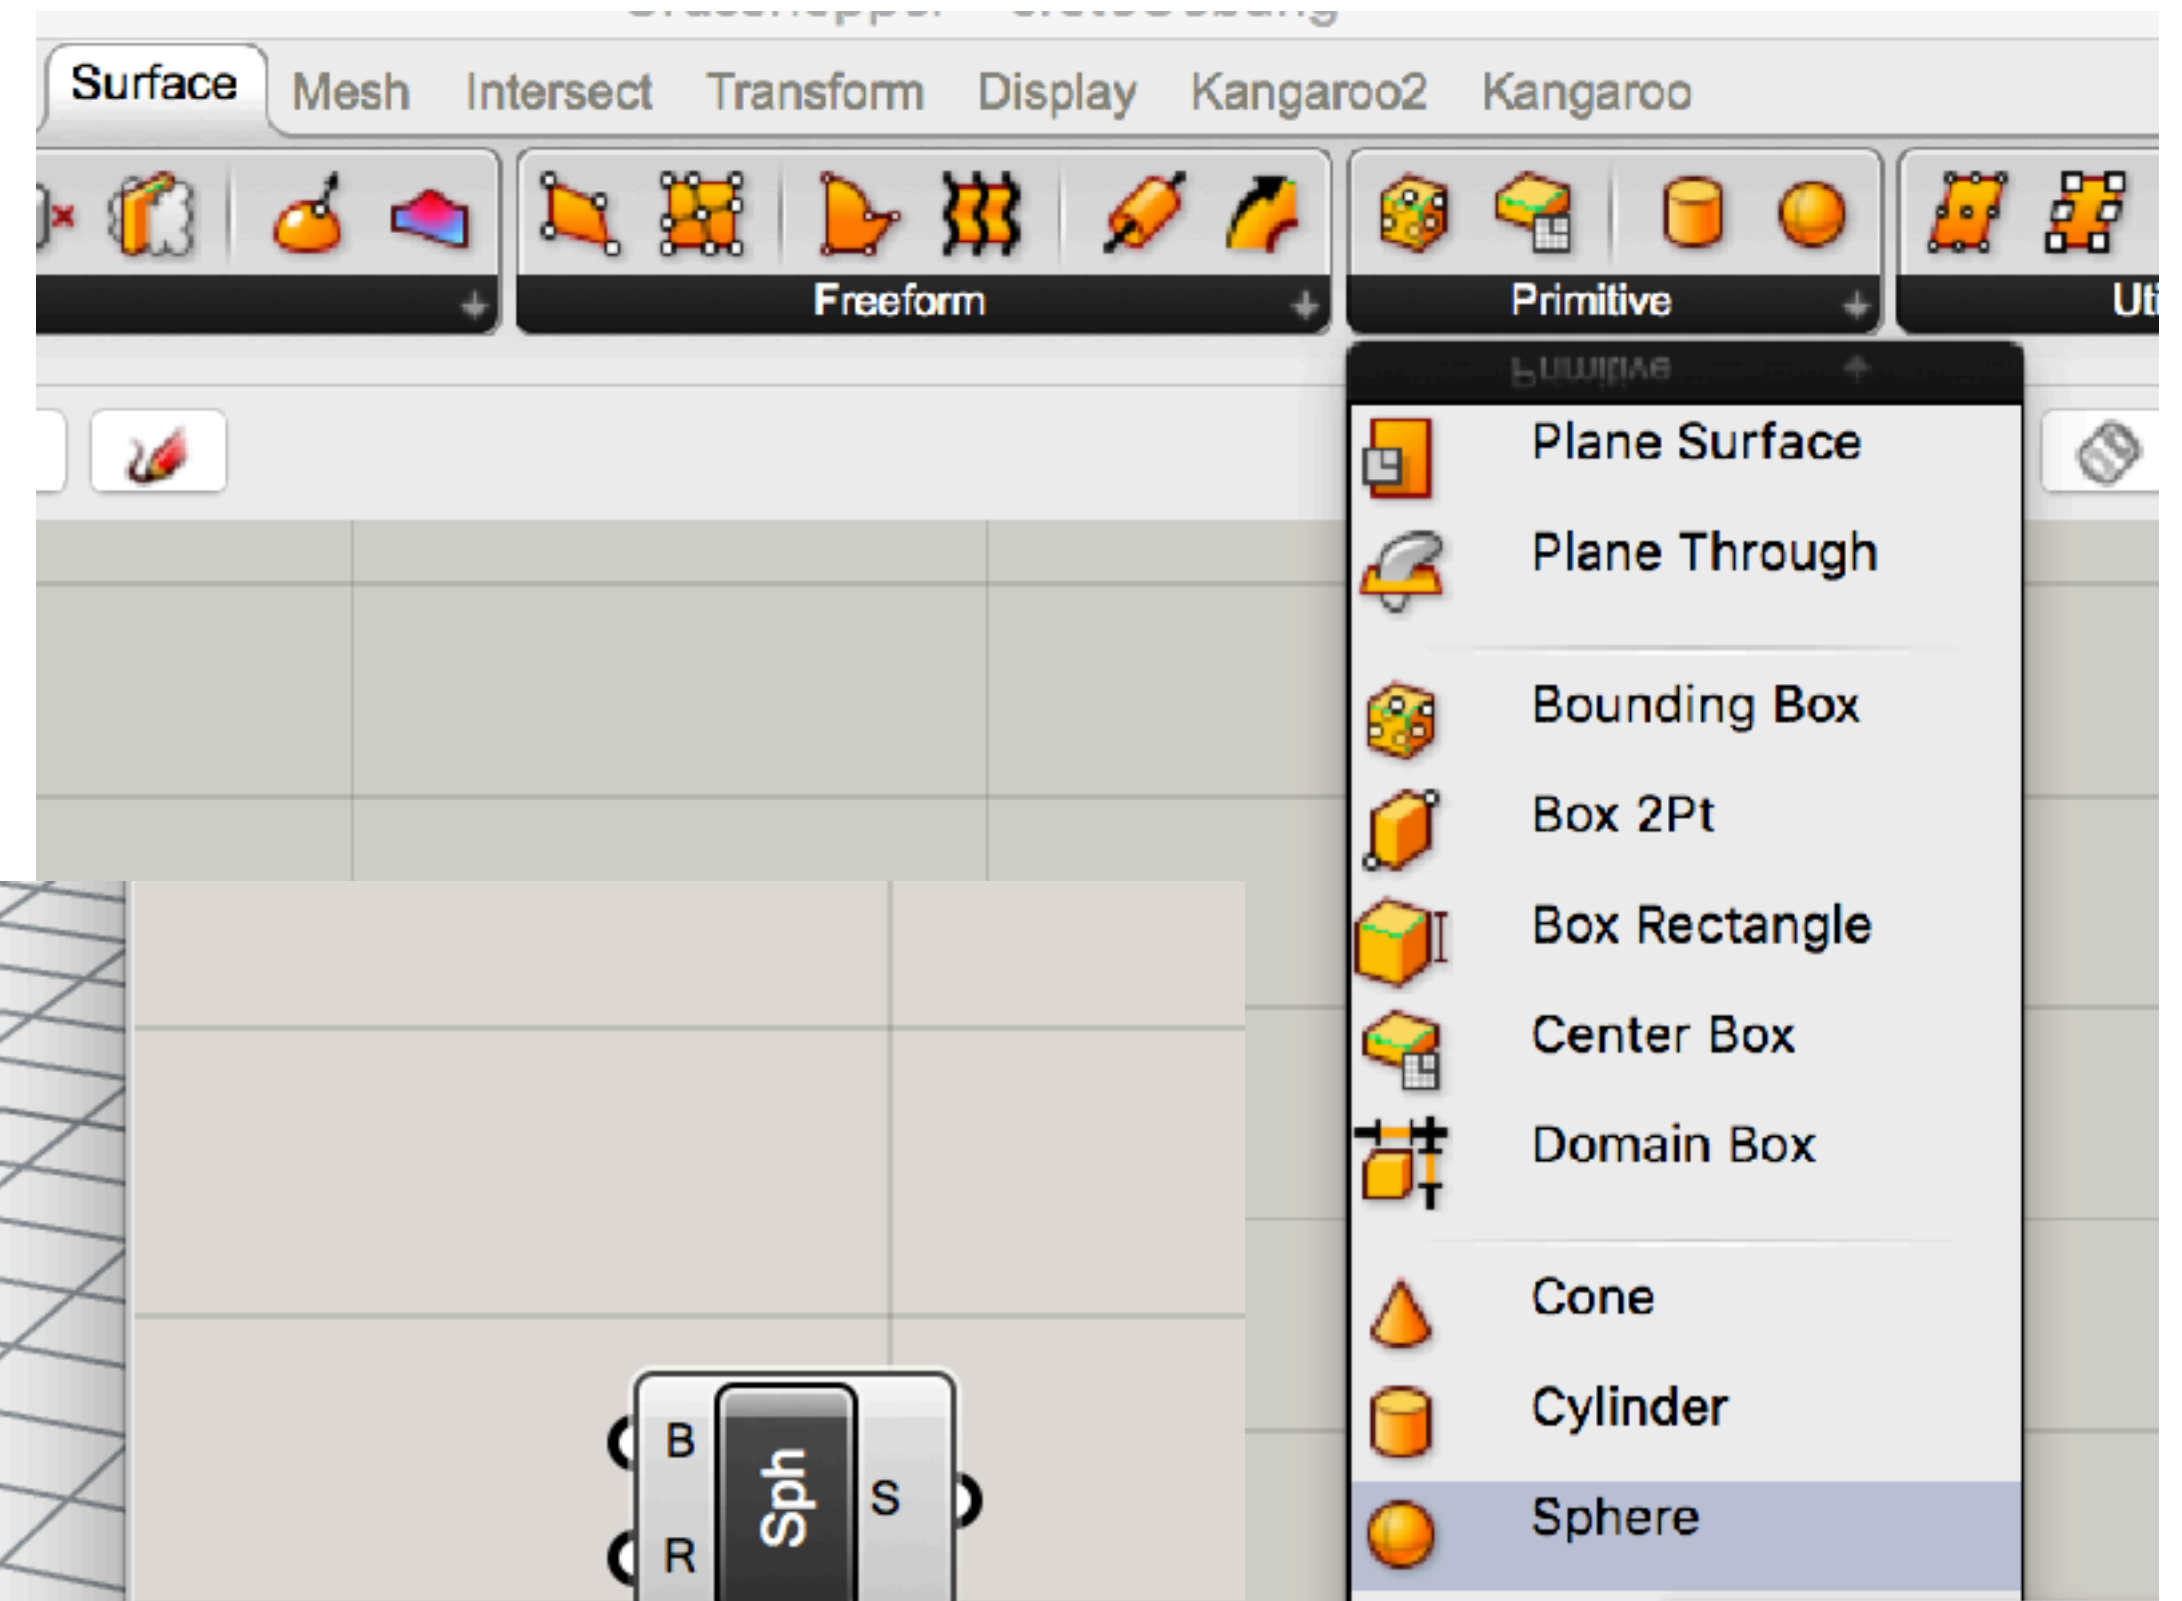 Surface Mesh Intersect Transform Display Kangaroo2 Kangaroo
Freeform Primitive
Primitive
Plane Surface
Plane Through
Bounding Box
Box 2Pt
Box Rectangle
Center Box
Domain Box
Cone
Cylinder
Sphere
B
Sph
S
R